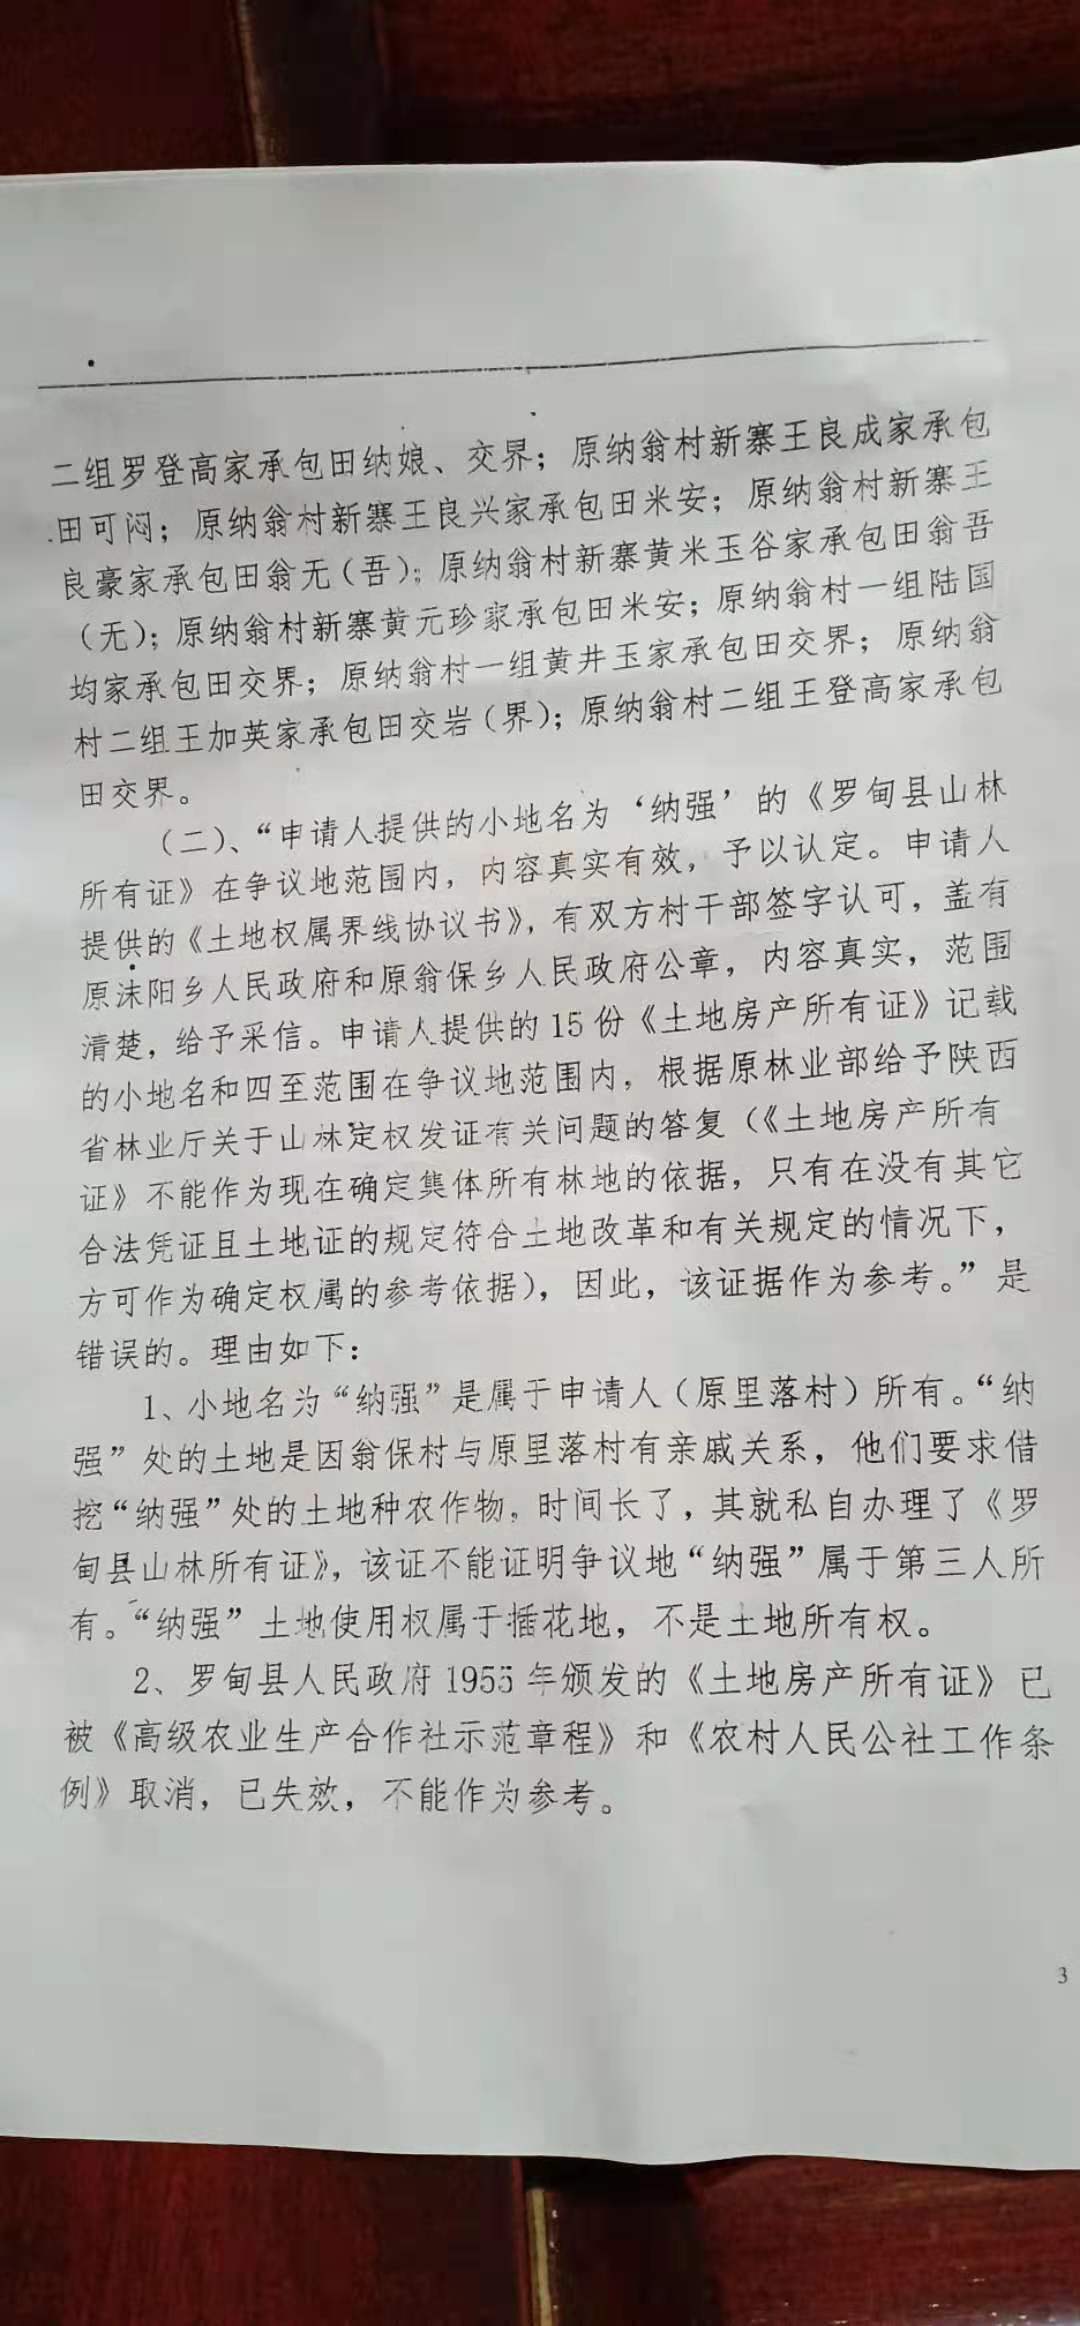 二组罗登高家承包田纳娘、交界；原纳翁村新寨王良成家承包
田可闷；原纳翁村新寨王良兴家承包田米安；原纳翁村新寨王
良豪家承包田翁无（吾）；原纳翁村新寨黄米玉谷家承包田翁吾
（无）；原纳翁村新寨黄元珍家承包田米安；原纳翁村一组陆国
均家承包田交界；原纳翁村一组黄井玉家承包田交界；原纳翁
村二组王加英家承包田交岩（界）；原纳翁村二组王登高家承包
田交界。
（二）、“申请人提供的小地名为‘纳强’的《罗甸县山林
所有证》在争议地范围内，内容真实有效，予以认定。申请人
提供的《土地权属界线协议书》，有双方村干部签字认可，盖有
原沫阳乡人民政府和原翁保乡人民政府公章，内容真实，范围
清楚，给予采信。申请人提供的15份《土地房产所有证》记载
的小地名和四至范围在争议地范围内，根据原林业部给予陕西
省林业厅关于山林定权发证有关问题的答复（《土地房产所有
证》不能作为现在确定集体所有林地的依据，只有在没有其它
合法凭证且土地证的规定符合土地改革和有关规定的情况下，
方可作为确定权属的参考依据），因此，该证据作为参考。”是
错误的。理由如下：
1、小地名为“纳强”是属于申请人（原里落村）所有。“纳
强”处的土地是因翁保村与原里落村有亲戚关系，他们要求借
挖“纳强”处的土地种农作物，时间长了，其就私自办理了《罗
甸县山林所有证》，该证不能证明争议地“纳强”属于第三人所
有。“纳强”土地使用权属于插花地，不是土地所有权。
2、罗甸县人民政府1955年颁发的《土地房产所有证》已
被《高级农业生产合作社示范章程》和《农村人民公社工作条
例》取消，已失效，不能作为参考。
3